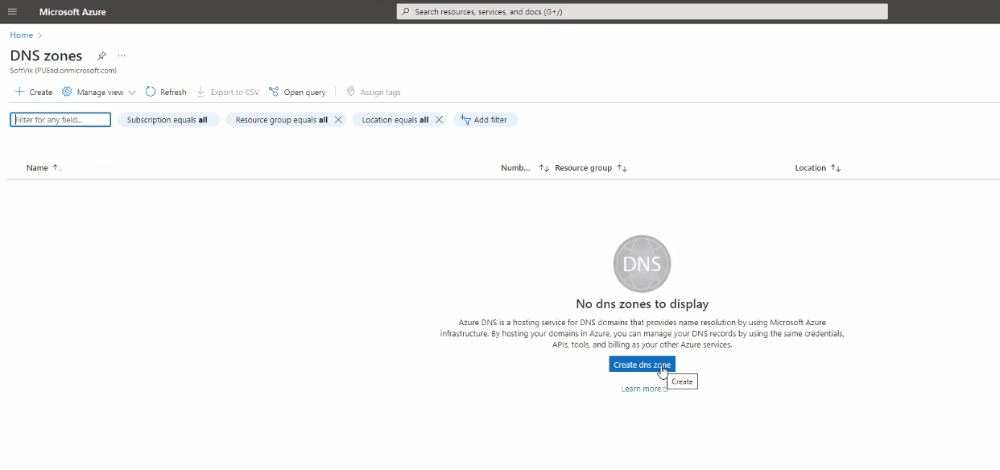 Microsoft Azure
Search resources, services, and docs (G+/)
Home
DNS zones
SoftVik (PUEad.onmicrosoft.com)
Create Manage view Refresh Export to CSV Open query Assign tags
Filter for any field... Subscription equals all Resource group equals all Location equals all Add filter
Name Numb... Resource group Location
DNS
No dns zones to display
Azure DNS is a hosting service for DNS domains that provides name resolution by using Microsoft Azure
infrastructure. By hosting your domains in Azure, you can manage your DNS records by using the same credentials,
APIs, tools, and billing as your other Azure services.
Create dns zone
Create
Learn more